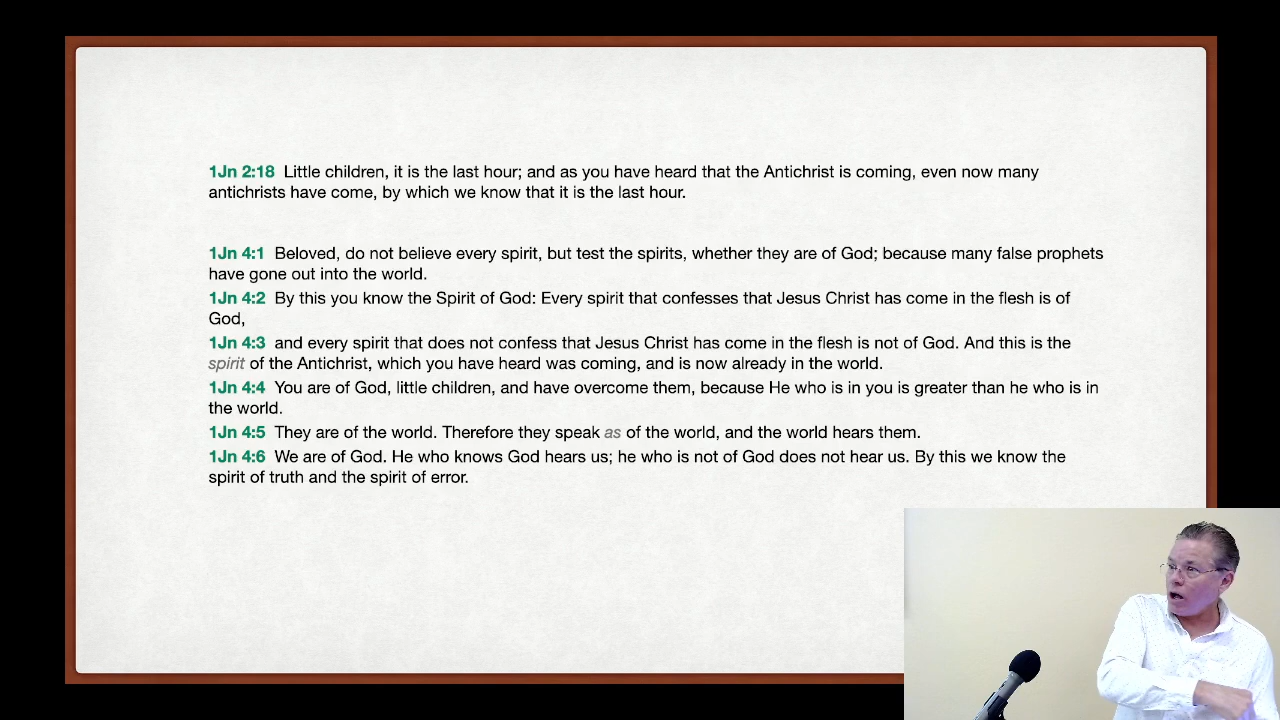 1Jn 2:18 Little children, it is the last hour; and as you have heard that the Antichrist is coming, even now many
antichrists have come, by which we know that it is the last hour.
1Jn 4:1 Beloved, do not believe every spirit, but test the spirits, whether they are of God; because many false prophets
have gone out into the world.
1Jn 4:2 By this you know the Spirit of God: Every spirit that confesses that Jesus Christ has come in the flesh is of
God,
1Jn 4:3 and every spirit that does not confess that Jesus Christ has come in the flesh is not of God. And this is the
spirit of the Antichrist, which you have heard was coming, and is now already in the world.
1Jn 4:4 You are of God, little children, and have overcome them, because He who is in you is greater than he who is in
the world.
1Jn 4:5 They are of the world. Therefore they speak as of the world, and the world hears them.
1Jn 4:6 We are of God. He who knows God hears us; he who is not of God does not hear us. By this we know the
spirit of truth and the spirit of error.